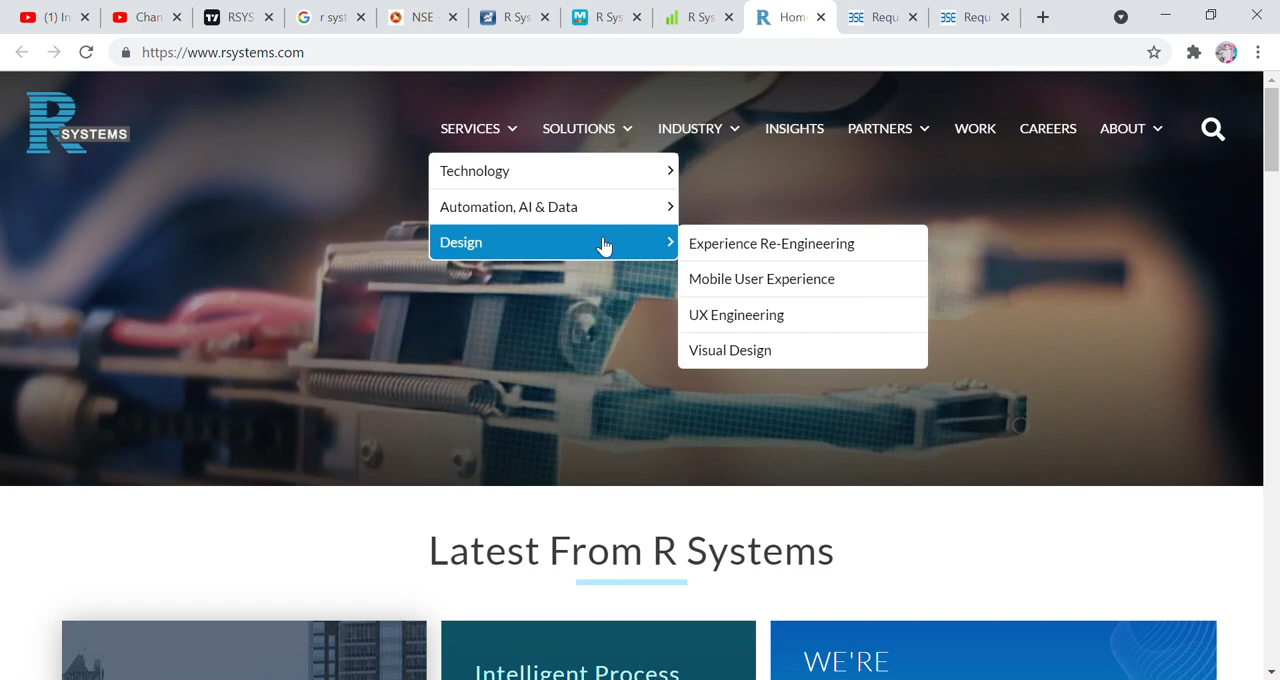 (1) In
Chan
RSYS
r syst
NSE
R Sys
R Sys
R Sys
Hom
Requ
Requ
https://www.rsystems.com
R SYSTEMS
SERVICES
SOLUTIONS
INDUSTRY
INSIGHTS
PARTNERS
WORK
CAREERS
ABOUT
Technology
Automation, AI & Data
Design
Experience Re-Engineering
Mobile User Experience
UX Engineering
Visual Design
Latest From R Systems
Intelligent Process
WE'RE